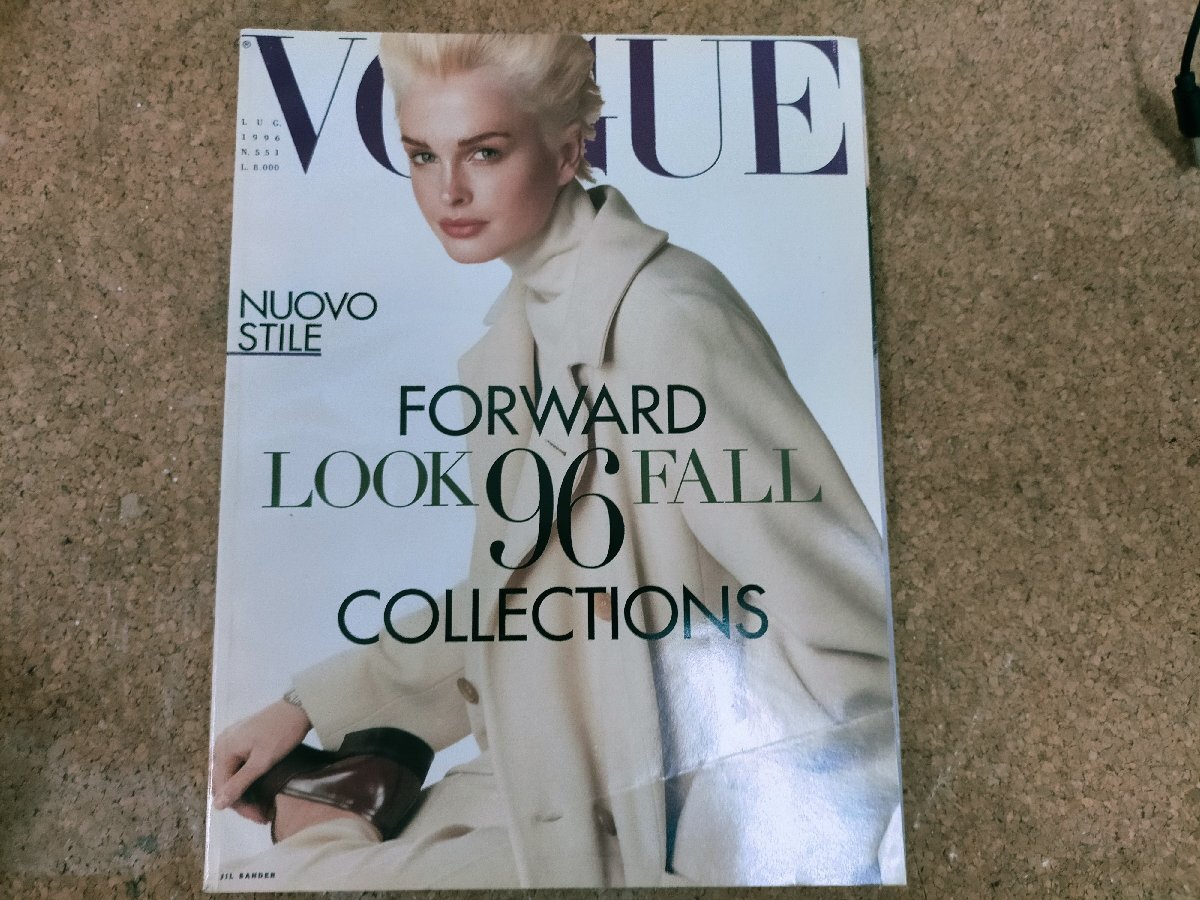 VOGUE
®
LUG.
1996
N. 551
L. 8.000
NUOVO
STILE
FORWARD
LOOK 96 FALL
COLLECTIONS
JIL SANDER